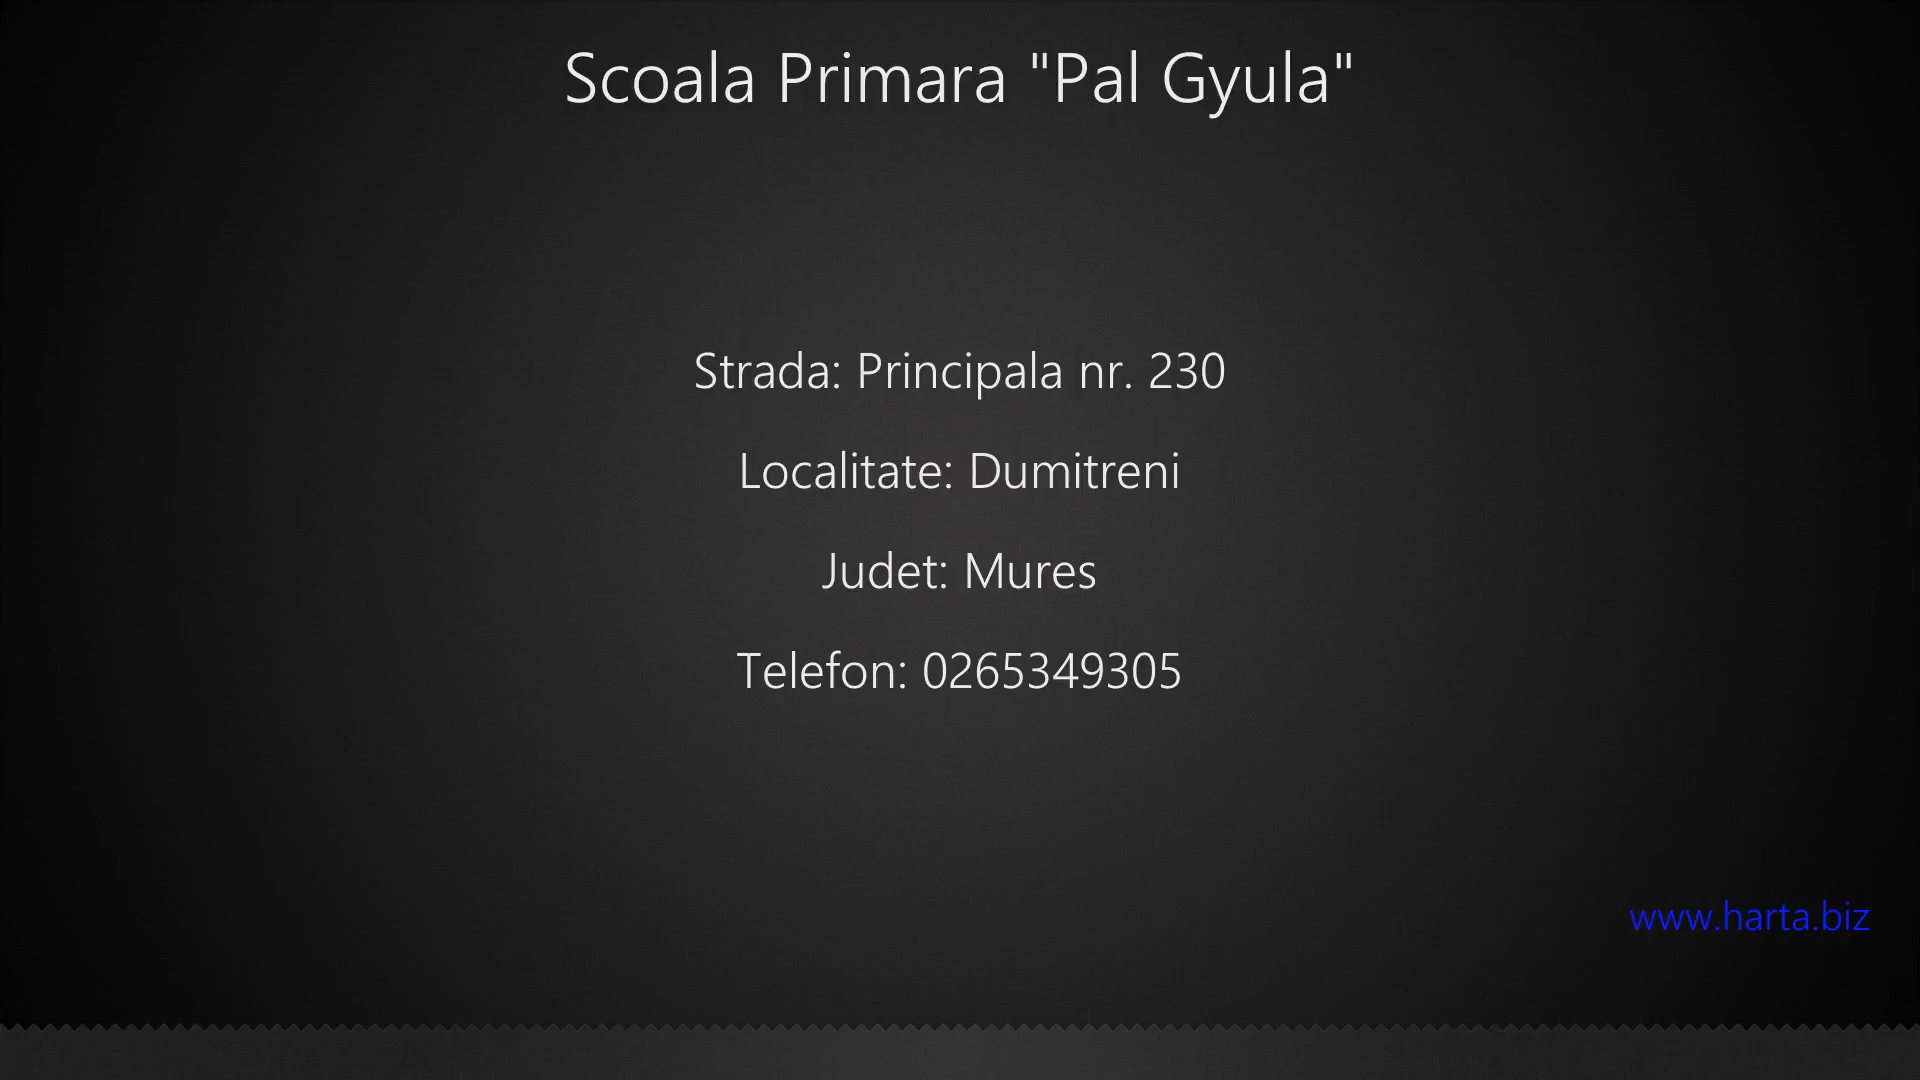 Scoala Primara "Pal Gyula"
Strada: Principala nr. 230
Localitate: Dumitreni
Judet: Mures
Telefon: 0265349305
www.harta.biz